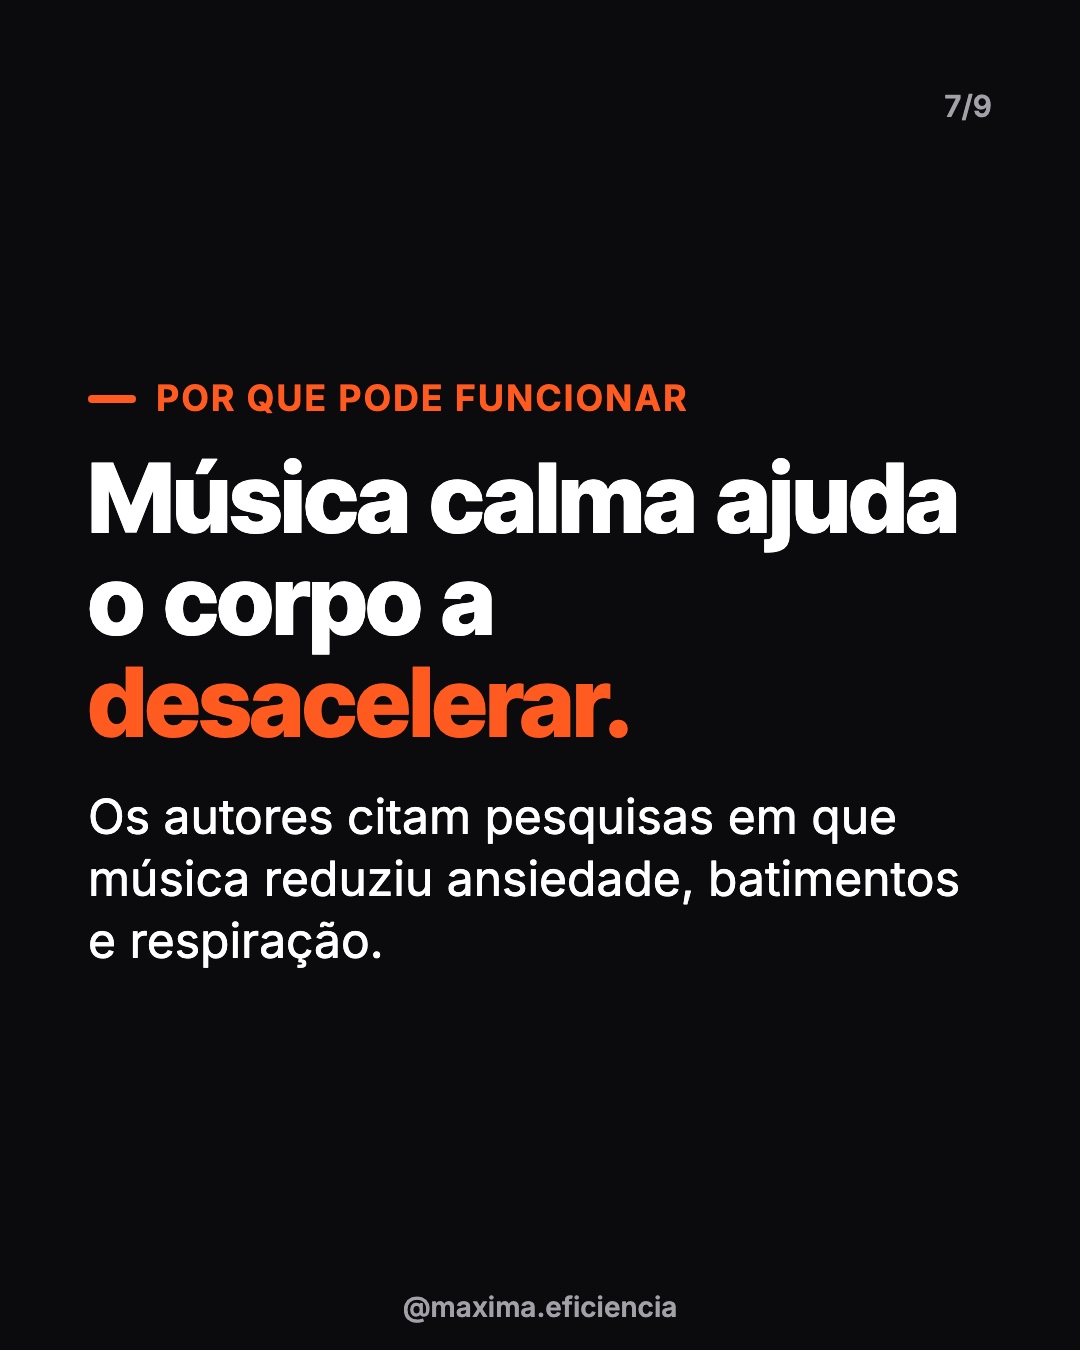 7/9
POR QUE PODE FUNCIONAR
Música calma ajuda
o corpo a
desacelerar.
Os autores citam pesquisas em que
música reduziu ansiedade, batimentos
e respiração.
@maxima.eficiencia